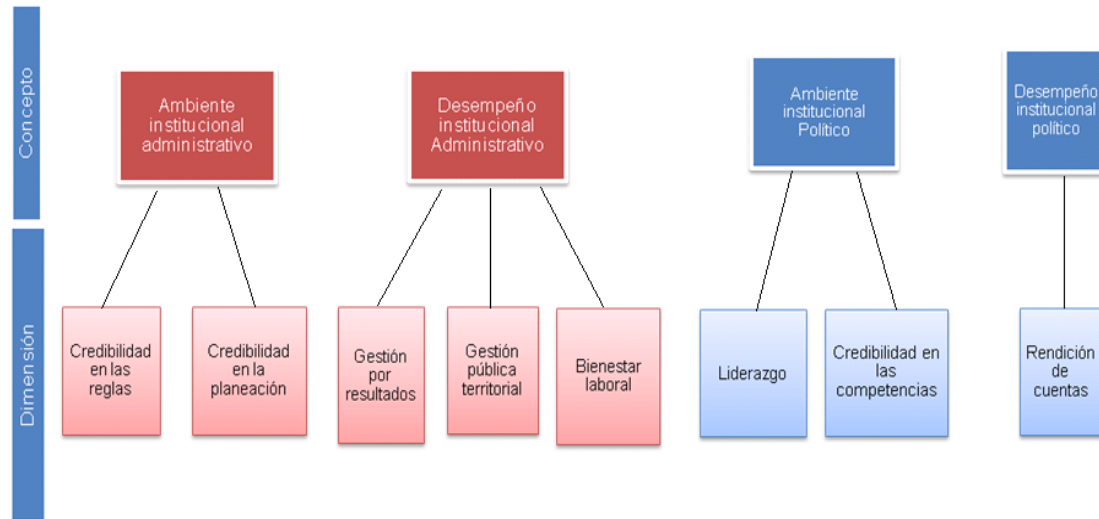 Concepto
Ambiente
institucional
administrativo
Desempeño
institucional
Administrativo
Ambiente
institucional
Político
Desempeño
institucional
político
Dimensión
Credibilidad
en las
reglas
Credibilidad
en la
planeación
Gestión
por
resultados
Gestión
pública
territorial
Bienestar
laboral
Liderazgo
Credibilidad en
las
competencias
Rendición
de
cuentas